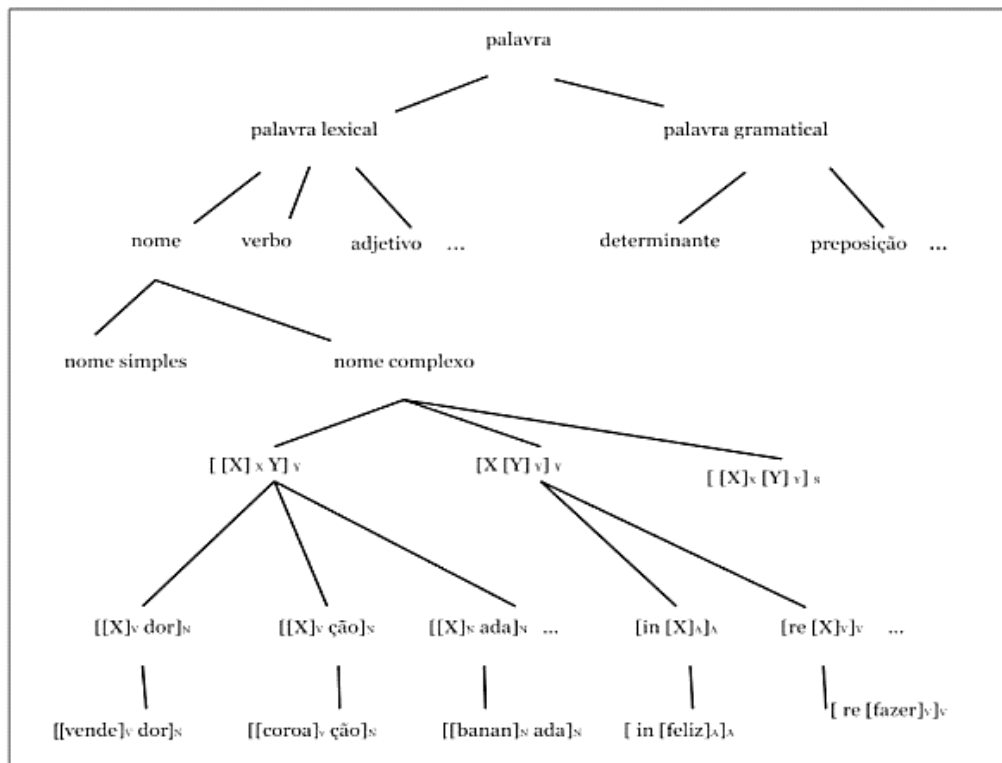 palavra
palavra lexical palavra gramatical
nome verbo adjetivo ... determinante preposição ...
nome simples nome complexo
[ [X] X Y] Y [X [Y] Y] Y [ [X]X [Y] Y] N
[[X]V dor]N [[X]V ção]N [[X]N ada]N ... [in [X]A]A [re [X]V]V ...
[[vende]V dor]N [[coroa]V ção]N [[banan]N ada]N [ in [feliz]A]A [ re [fazer]V]V